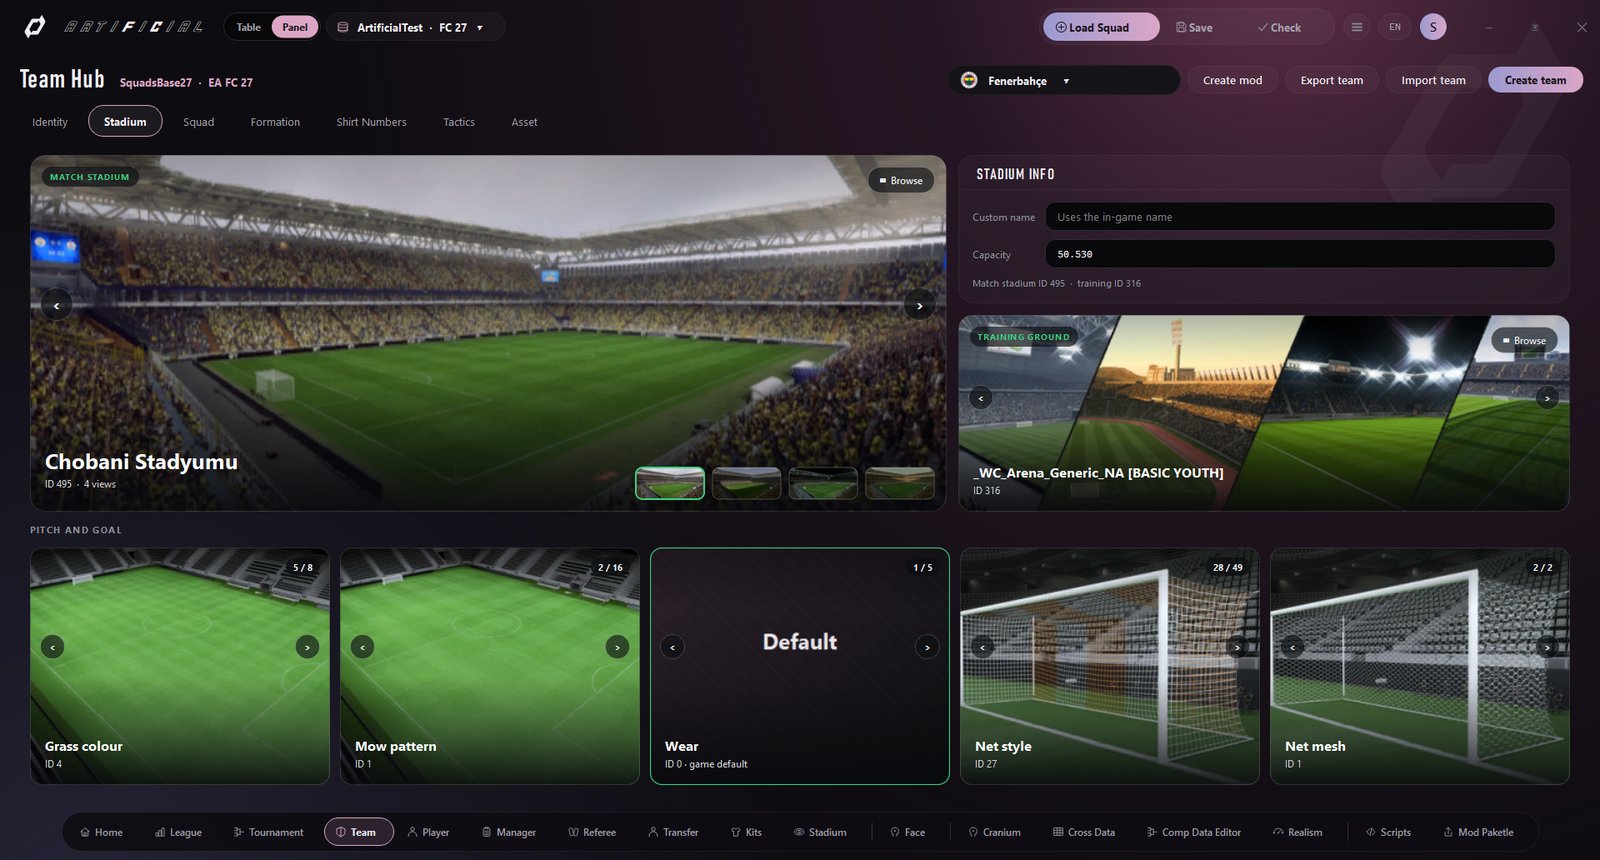 ARTIFICIAL
Table
Panel
ArtificialTest · FC 27
Load Squad
Save
Check
EN
S
Team Hub
SquadsBase27 · EA FC 27
Fenerbahçe
Create mod
Export team
Import team
Create team
Identity
Stadium
Squad
Formation
Shirt Numbers
Tactics
Asset
MATCH STADIUM
Browse
Chobani Stadyumu
ID 495 · 4 views
STADIUM INFO
Custom name
Uses the in-game name
Capacity
50.530
Match stadium ID 495 · training ID 316
TRAINING GROUND
Browse
_WC_Arena_Generic_NA [BASIC YOUTH]
ID 316
PITCH AND GOAL
5 / 8
Grass colour
ID 4
2 / 16
Mow pattern
ID 1
1 / 5
Default
Wear
ID 0 · game default
28 / 49
Net style
ID 27
2 / 2
Net mesh
ID 1
Home
League
Tournament
Team
Player
Manager
Referee
Transfer
Kits
Stadium
Face
Cranium
Cross Data
Comp Data Editor
Realism
Scripts
Mod Paketle